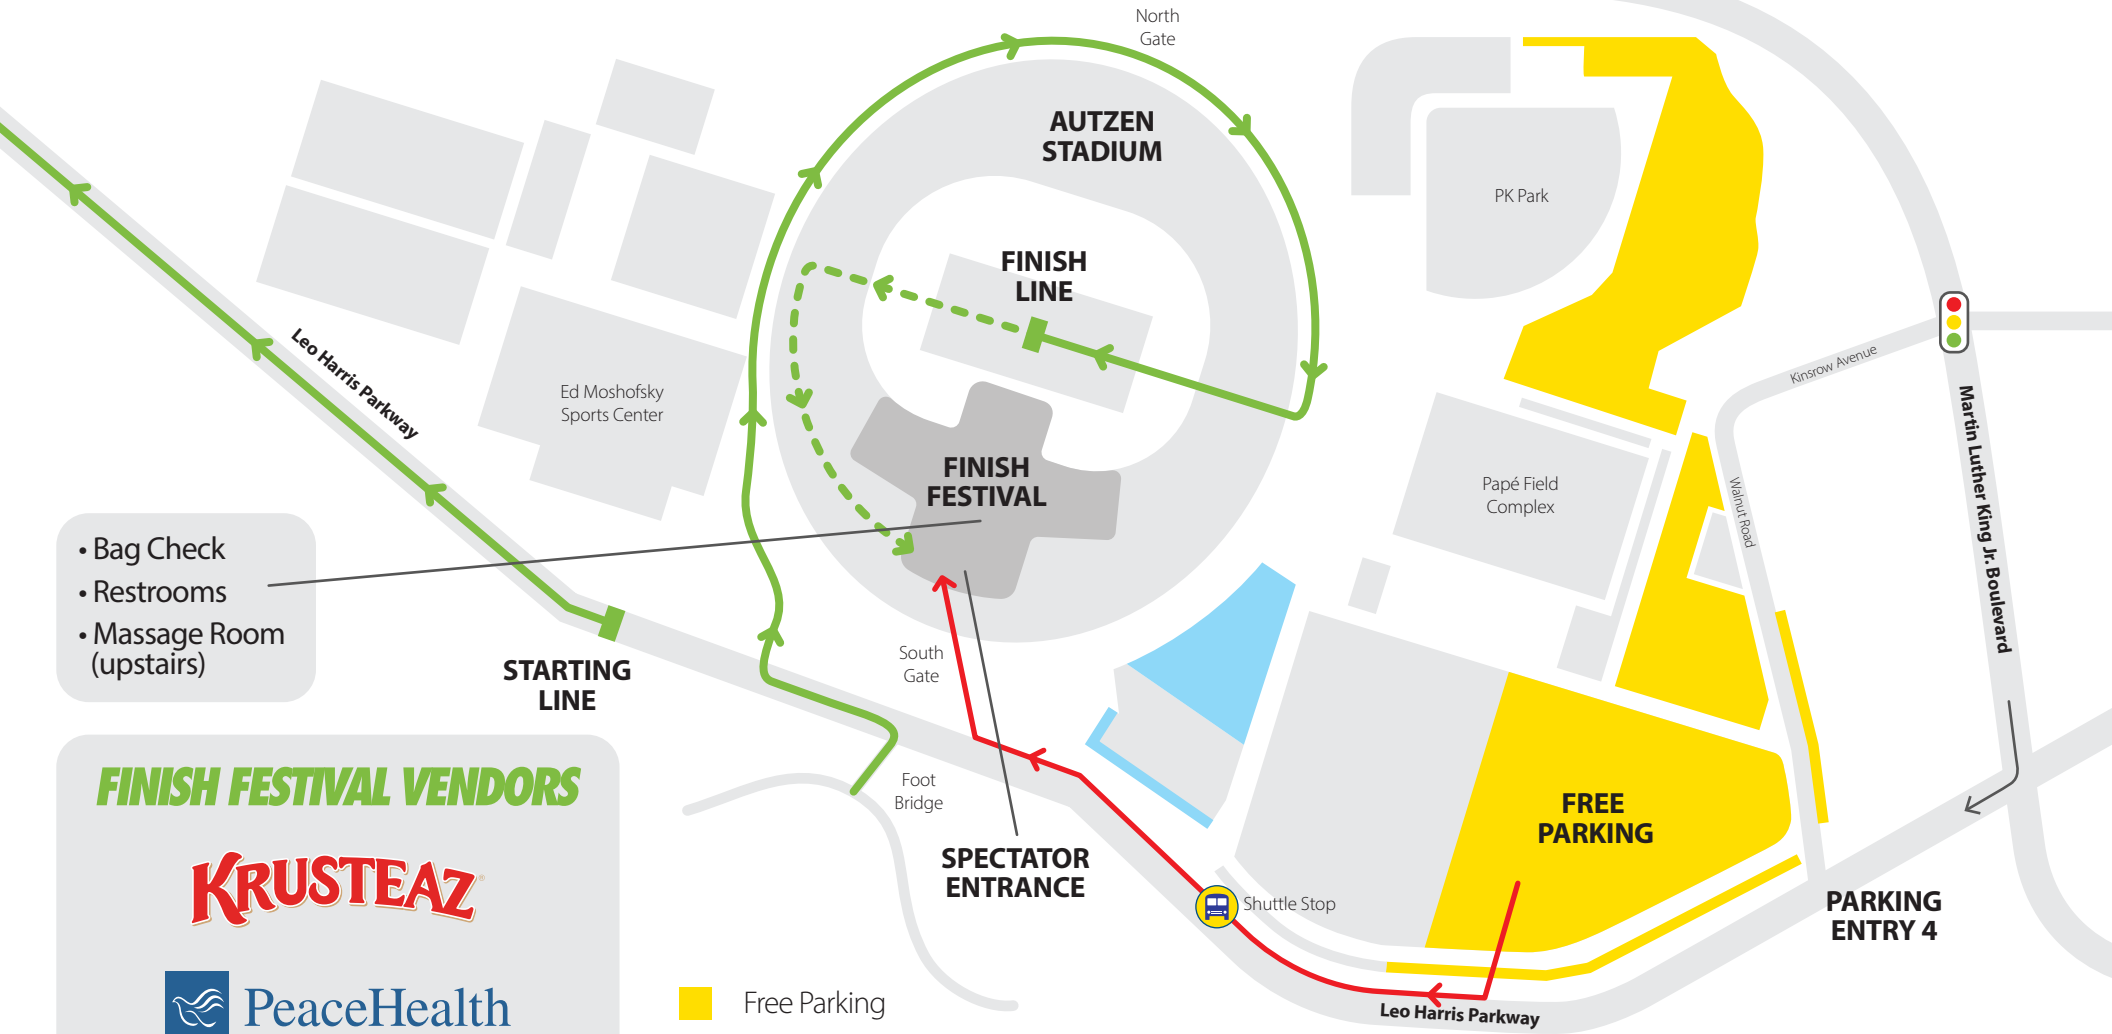 North
Gate
AUTZEN
STADIUM
PK Park
FINISH
LINE
Leo Harris Parkway
Ed Moshofsky
Sports Center
Kinsrow Avenue
Martin Luther King Jr. Boulevard
FINISH
FESTIVAL
Papé Field
Complex
Walnut Road
• Bag Check
• Restrooms
• Massage Room
(upstairs)
STARTING
LINE
South
Gate
FINISH FESTIVAL VENDORS
Foot
Bridge
FREE
PARKING
SPECTATOR
ENTRANCE
KRUSTEAZ
Shuttle Stop
PARKING
ENTRY 4
PeaceHealth
Free Parking
Leo Harris Parkway